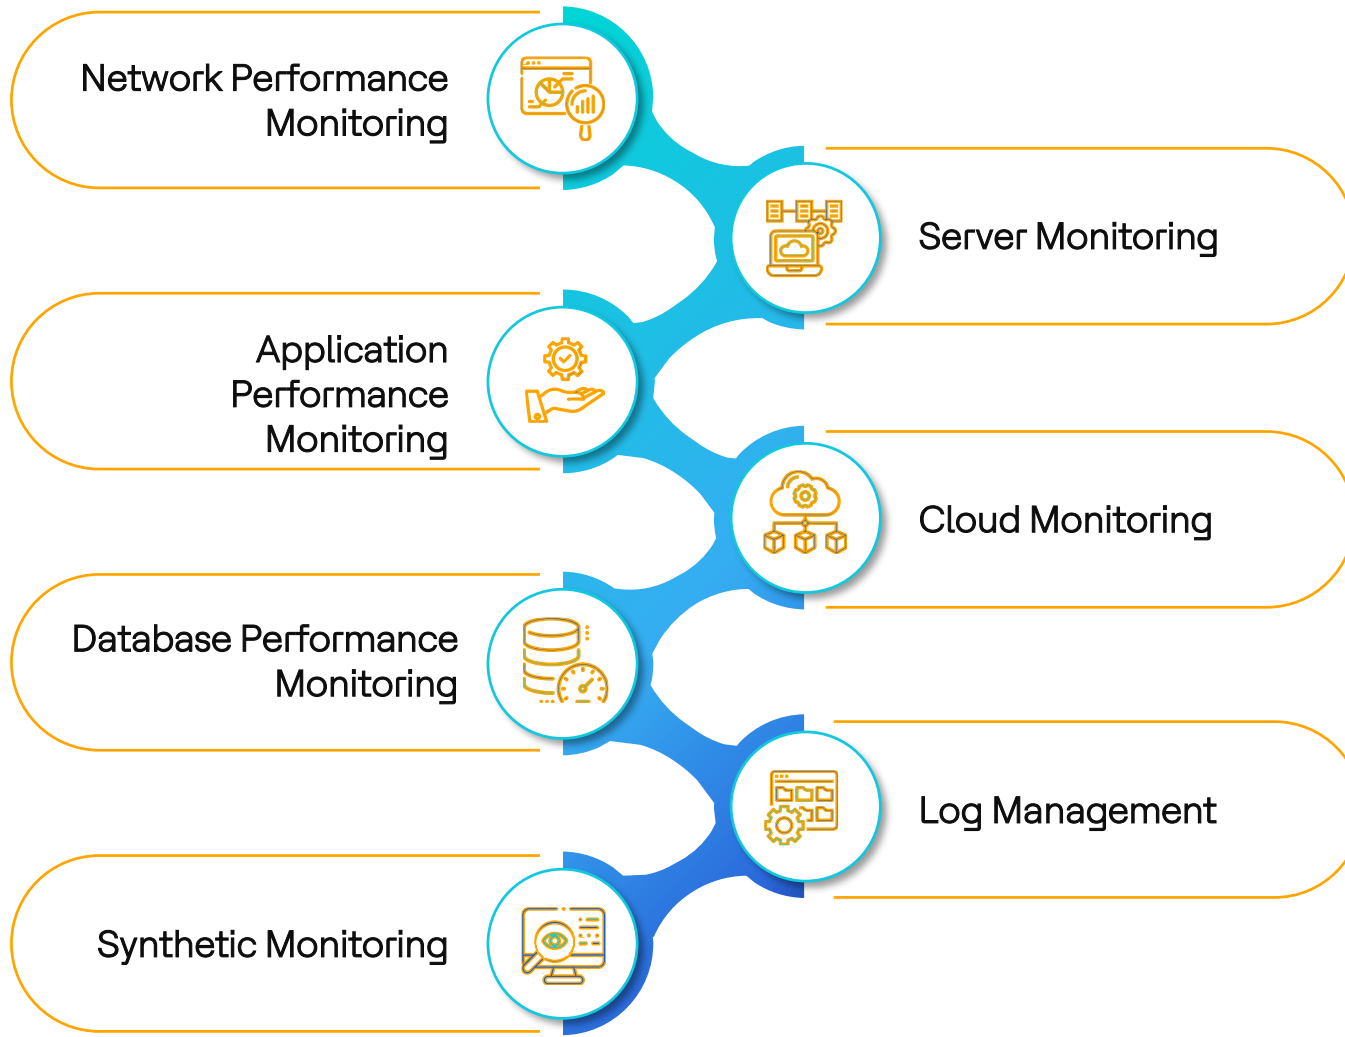 Network Performance
Monitoring
Server Monitoring
Application
Performance
Monitoring
Cloud Monitoring
Database Performance
Monitoring
Log Management
Synthetic Monitoring